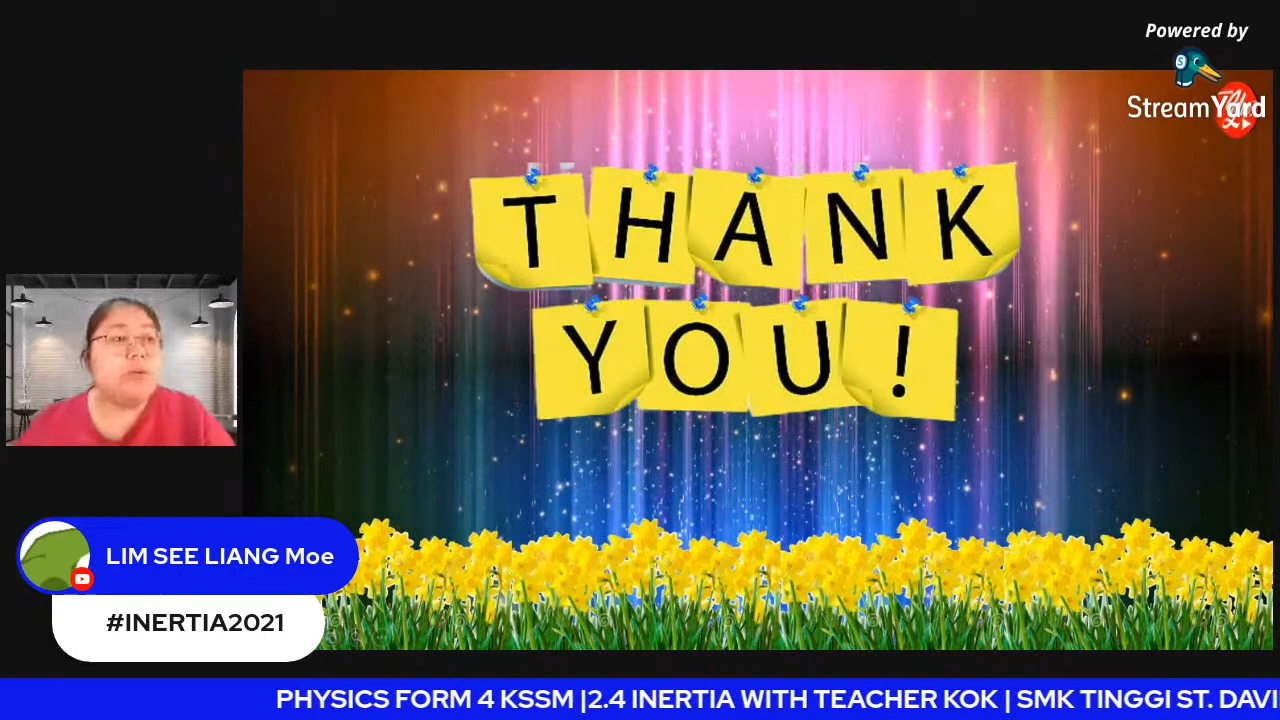 Powered by
StreamYard
THANK
YOU!
LIM SEE LIANG Moe
#INERTIA2021
PHYSICS FORM 4 KSSM |2.4 INERTIA WITH TEACHER KOK | SMK TINGGI ST. DAVI